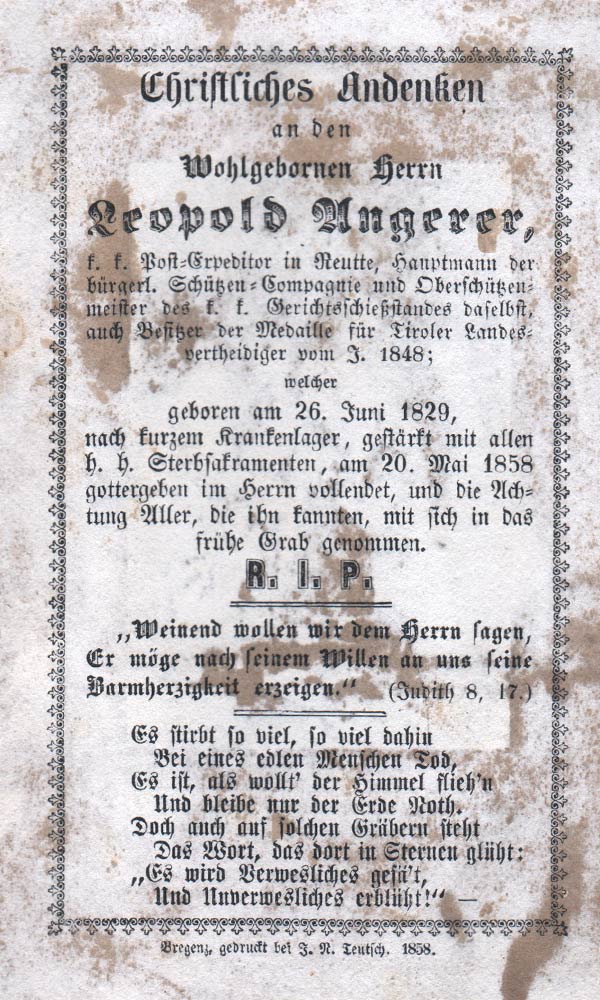 Christliches Andenken
an den
Wohlgebornen Herrn
Leopold Angerer,
k. k. Post-Expeditor in Reutte, Hauptmann der
bürgerl. Schützen-Compagnie und Oberschützen-
meister des k. k. Gerichtsschießstandes daselbst,
auch Besitzer der Medaille für Tiroler Landes-
vertheidiger vom J. 1848;
welcher
geboren am 26. Juni 1829,
nach kurzem Krankenlager, gestärkt mit allen
h. h. Sterbsakramenten, am 20. Mai 1858
gottergeben im Herrn vollendet, und die Ach-
tung Aller, die ihn kannten, mit sich in das
frühe Grab genommen.
R. I. P.
„Weinend wollen wir dem Herrn sagen,
Er möge nach seinem Willen an uns seine
Barmherzigkeit erzeigen.“ (Judith 8, 17.)
Es stirbt so viel, so viel dahin
Bei eines edlen Menschen Tod,
Es ist, als wollt' der Himmel flieh'n
Und bleibe nur der Erde Noth.
Doch auch auf solchen Gräbern steht
Das Wort, das dort in Sternen glüht:
„Es wird Verwesliches gesä't,
Und Unverwesliches erblüht!“ —
Bregenz, gedruckt bei J. N. Teutsch. 1858.